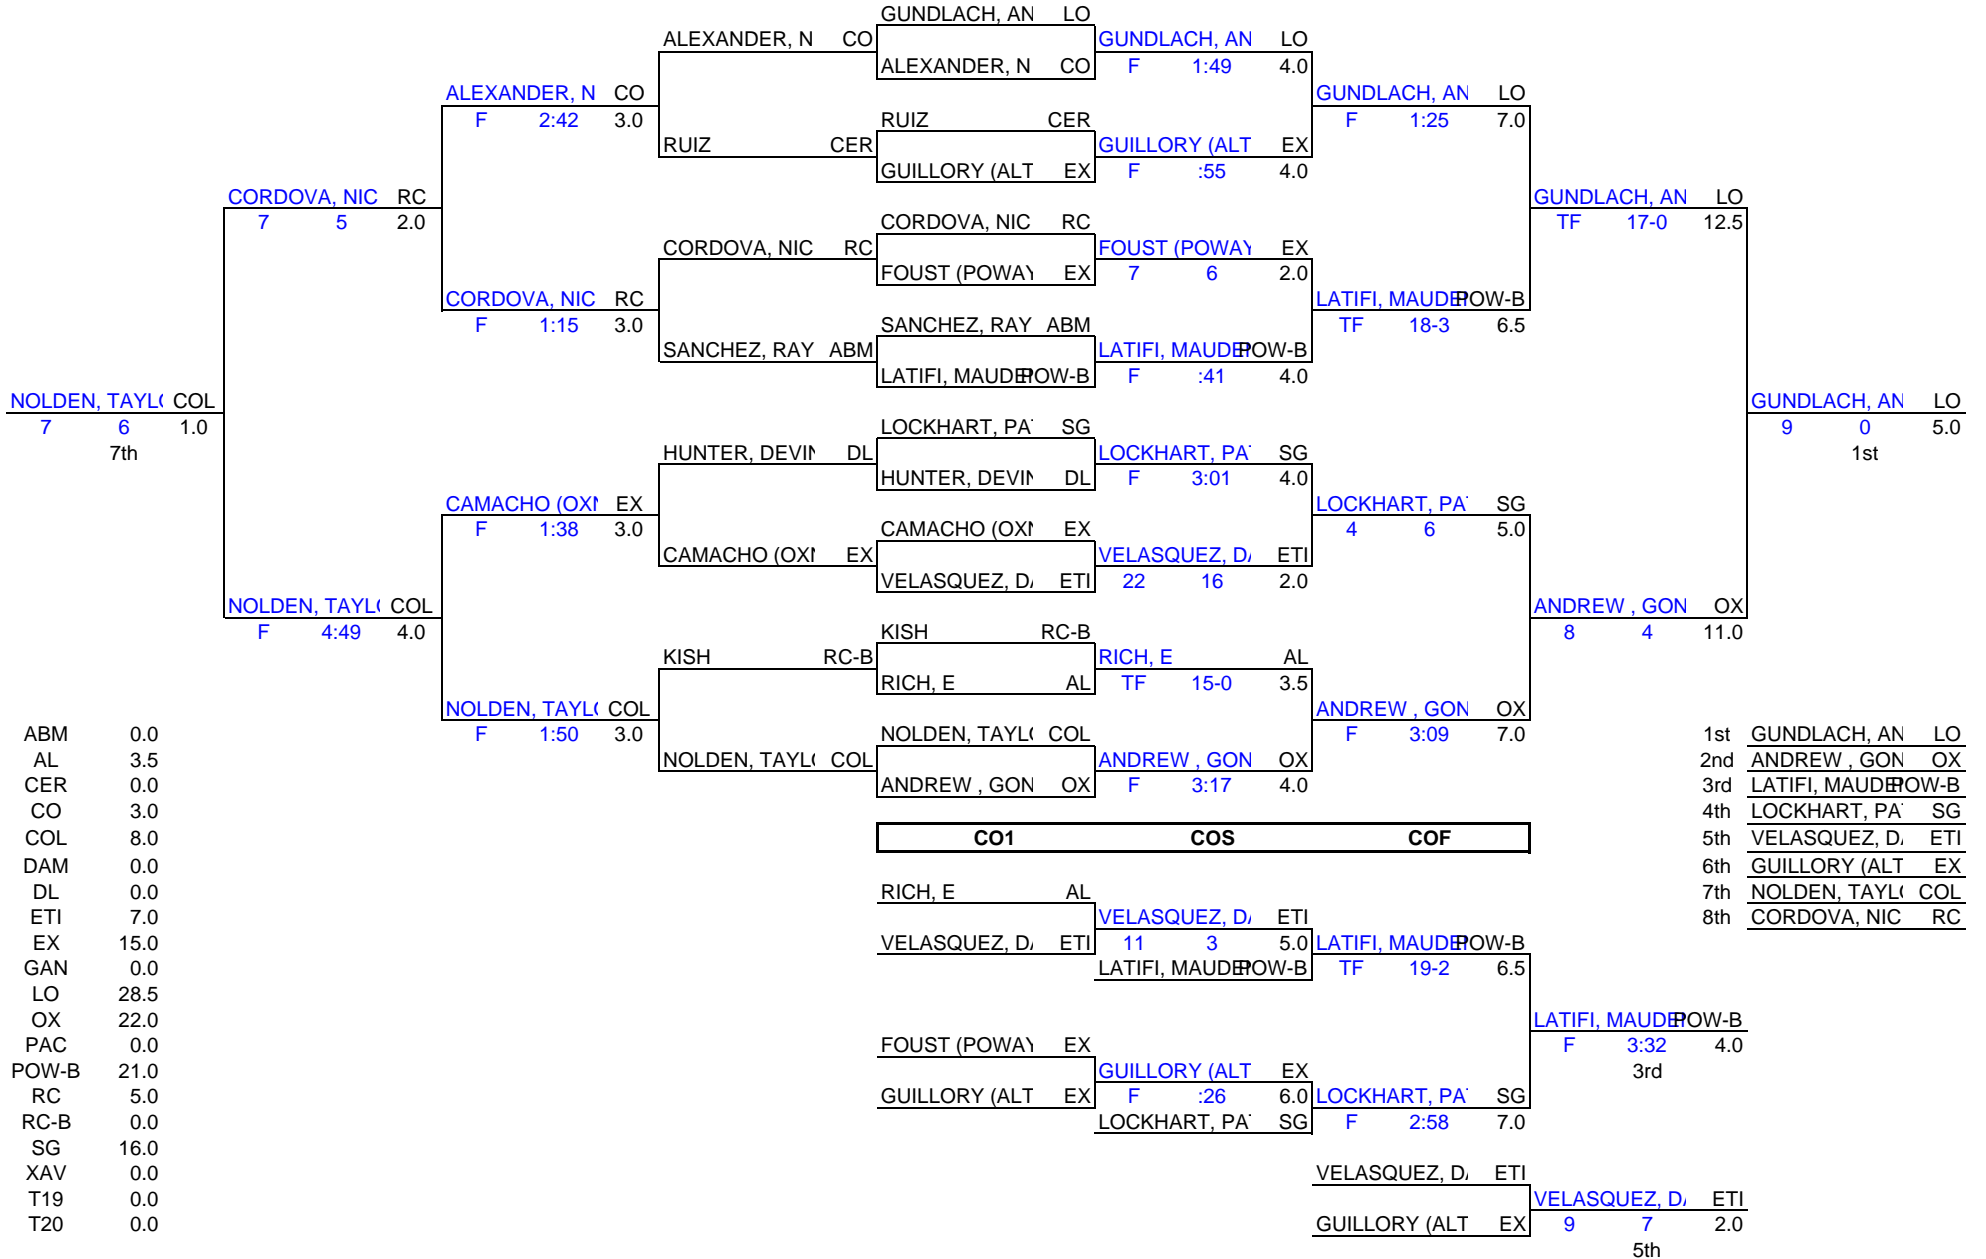 GUNDLACH, AN LO
ALEXANDER, N CO GUNDLACH, AN LO
ALEXANDER, N CO F 1:49 4.0
ALEXANDER, N CO GUNDLACH, AN LO
F 2:42 3.0 RUIZ CER F 1:25 7.0
RUIZ CER GUILLORY (ALT EX
GUILLORY (ALT EX F :55 4.0
CORDOVA, NIC RC GUNDLACH, AN LO
7 5 2.0 CORDOVA, NIC RC TF 17-0 12.5
CORDOVA, NIC RC FOUST (POWAY EX
FOUST (POWAY EX 7 6 2.0
CORDOVA, NIC RC LATIFI, MAUDE POW-B
F 1:15 3.0 SANCHEZ, RAY ABM TF 18-3 6.5
SANCHEZ, RAY ABM LATIFI, MAUDE POW-B
LATIFI, MAUDE POW-B F :41 4.0
NOLDEN, TAYL COL GUNDLACH, AN LO
7 6 1.0 LOCKHART, PA SG 9 0 5.0
7th HUNTER, DEVIN DL LOCKHART, PA SG 1st
HUNTER, DEVIN DL F 3:01 4.0
CAMACHO (OXN EX LOCKHART, PA SG
F 1:38 3.0 CAMACHO (OXN EX 4 6 5.0
CAMACHO (OXN EX VELASQUEZ, DA ETI
VELASQUEZ, DA ETI 22 16 2.0
NOLDEN, TAYL COL ANDREW , GON OX
F 4:49 4.0 KISH RC-B 8 4 11.0
KISH RC-B RICH, E AL
RICH, E AL TF 15-0 3.5
NOLDEN, TAYL COL ANDREW , GON OX
ABM 0.0 F 1:50 3.0 NOLDEN, TAYL COL F 3:09 7.0 1st GUNDLACH, AN LO
AL 3.5 NOLDEN, TAYL COL ANDREW , GON OX 2nd ANDREW , GON OX
CER 0.0 ANDREW , GON OX F 3:17 4.0 3rd LATIFI, MAUDE POW-B
CO 3.0 4th LOCKHART, PA SG
COL 8.0 CO1 COS COF 5th VELASQUEZ, DA ETI
DAM 0.0 6th GUILLORY (ALT EX
DL 0.0 RICH, E AL 7th NOLDEN, TAYL COL
ETI 7.0 VELASQUEZ, DA ETI 8th CORDOVA, NIC RC
EX 15.0 VELASQUEZ, DA ETI 11 3 5.0 LATIFI, MAUDE POW-B
GAN 0.0 LATIFI, MAUDE POW-B TF 19-2 6.5
LO 28.5
OX 22.0 LATIFI, MAUDE POW-B
PAC 0.0 FOUST (POWAY EX F 3:32 4.0
POW-B 21.0 GUILLORY (ALT EX 3rd
RC 5.0 GUILLORY (ALT EX F :26 6.0 LOCKHART, PA SG
RC-B 0.0 LOCKHART, PA SG F 2:58 7.0
SG 16.0
XAV 0.0 VELASQUEZ, DA ETI
T19 0.0 VELASQUEZ, DA ETI
T20 0.0 GUILLORY (ALT EX 9 7 2.0
5th